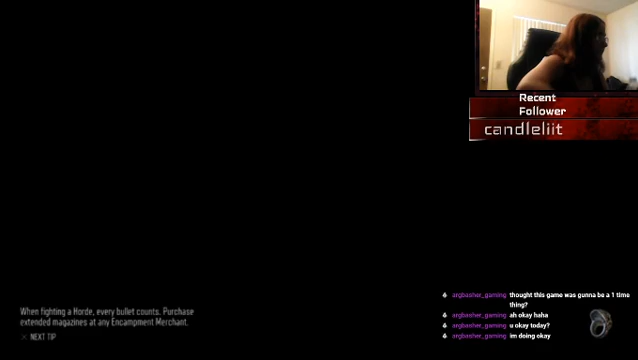 Recent
Follower
candleliit
argbasher_gaming thought this game was gunna be a 1 time
thing?
argbasher_gaming ah okay haha
argbasher_gaming u okay today?
argbasher_gaming im doing okay
When fighting a Horde, every bullet counts. Purchase
extended magazines at any Encampment Merchant.
× NEXT TIP